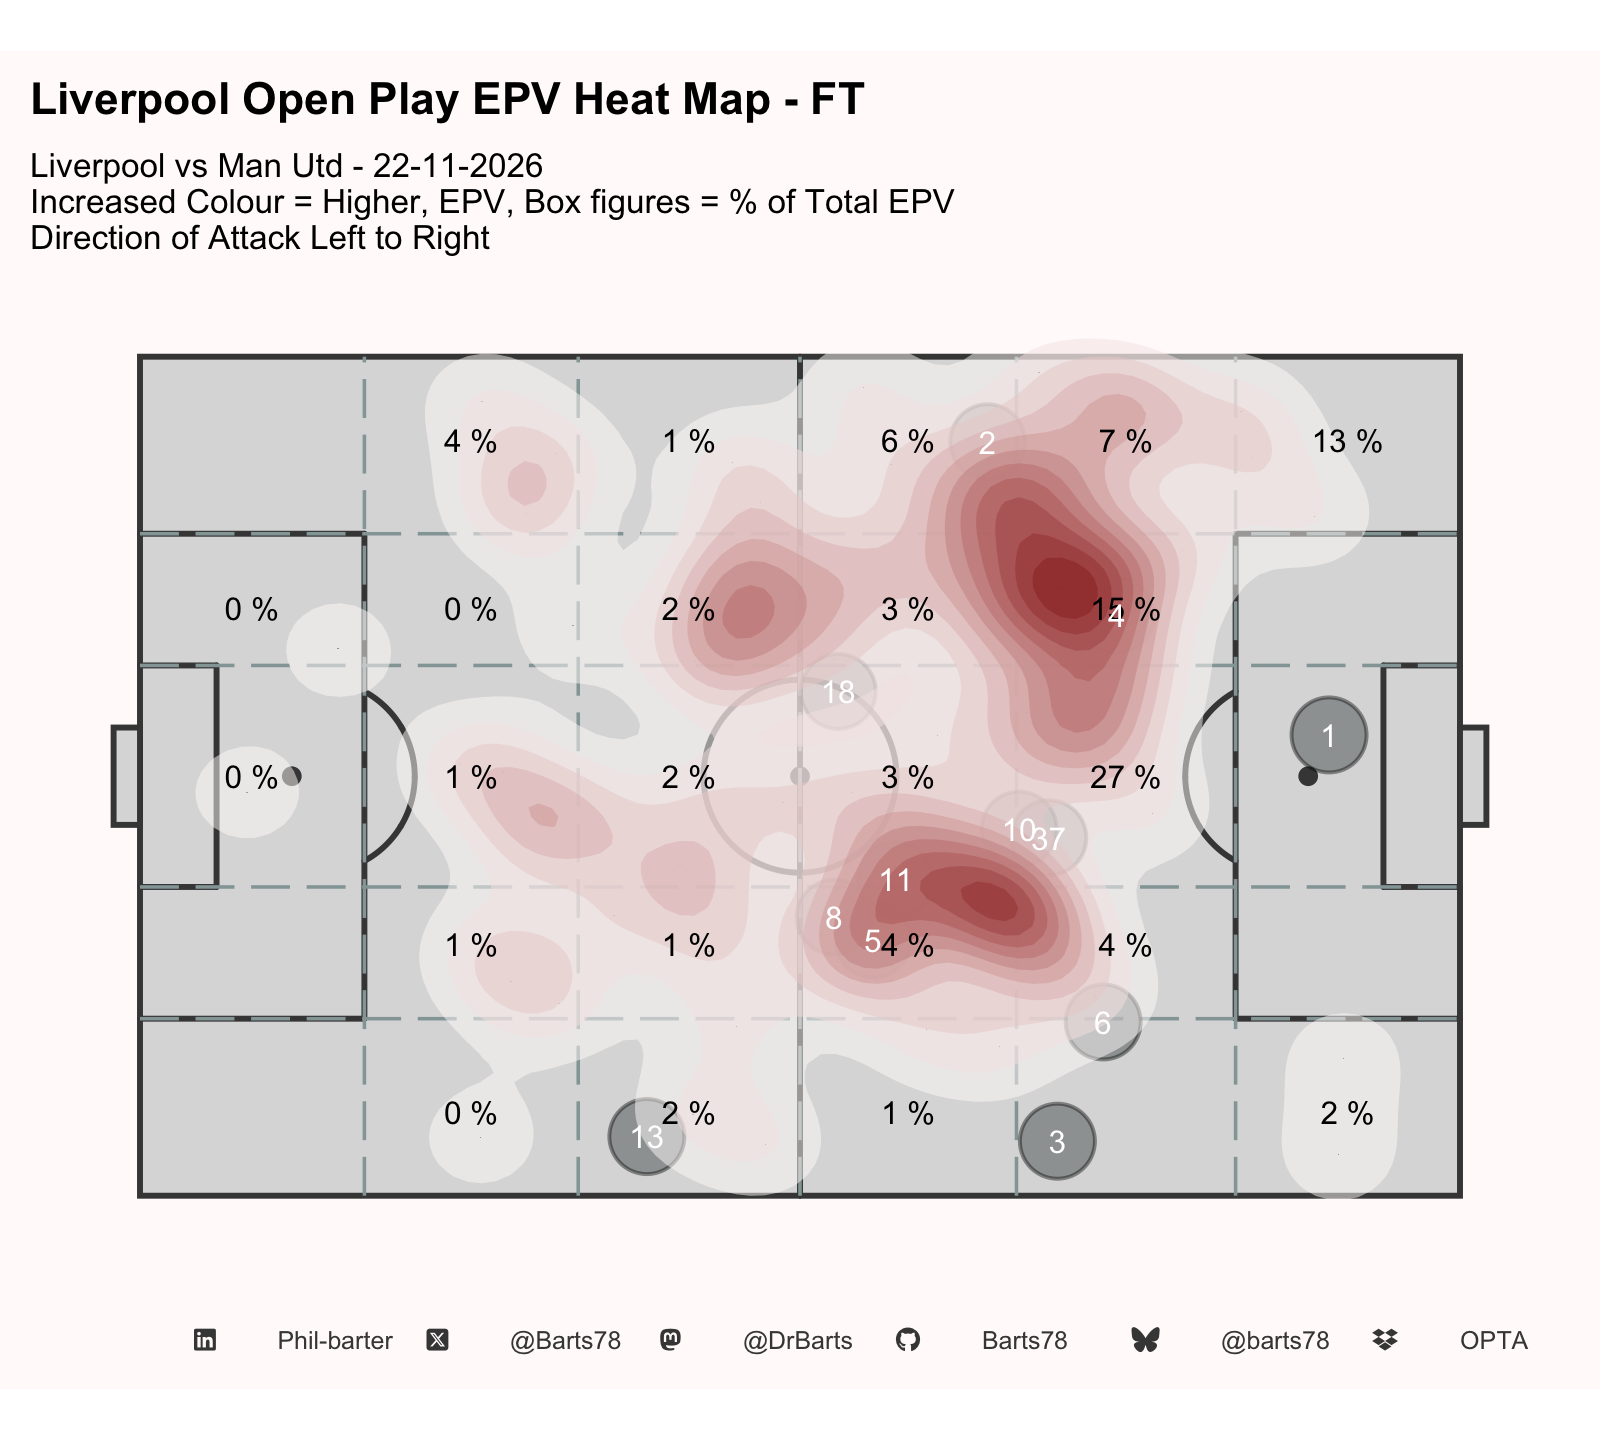 Liverpool Open Play EPV Heat Map - FT
Liverpool vs Man Utd - 22-11-2026
Increased Colour = Higher, EPV, Box figures = % of Total EPV
Direction of Attack Left to Right
4 % 1 % 6 % 2 7 % 13 %
0 % 0 % 2 % 3 % 15 % 4
18
1
0 % 1 % 2 % 3 % 27 %
10 37
11
8
1 % 1 % 5 4 % 4 %
6
0 % 13 2 % 1 % 3 2 %
in Phil-barter X @Barts78 m @DrBarts Barts78 @barts78 OPTA